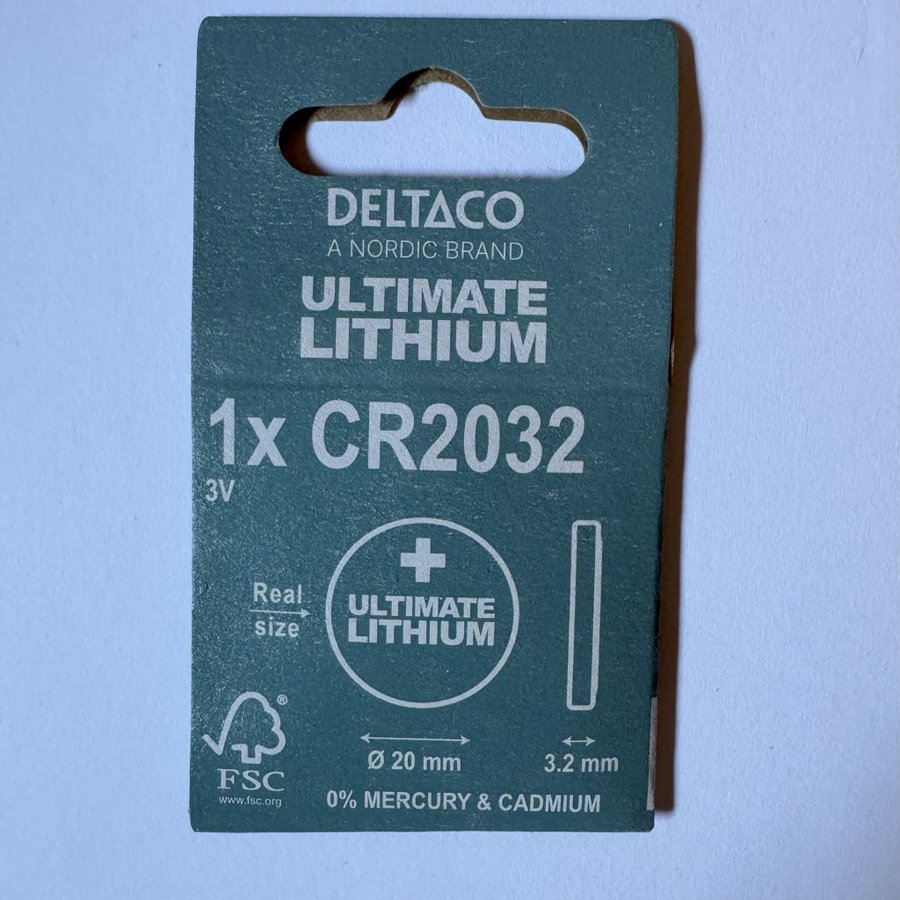 DELTACO
A NORDIC BRAND
ULTIMATE
LITHIUM
1x CR2032
3V
Real
size
+
ULTIMATE
LITHIUM
Ø 20 mm
3.2 mm
®
FSC
www.fsc.org
0% MERCURY & CADMIUM